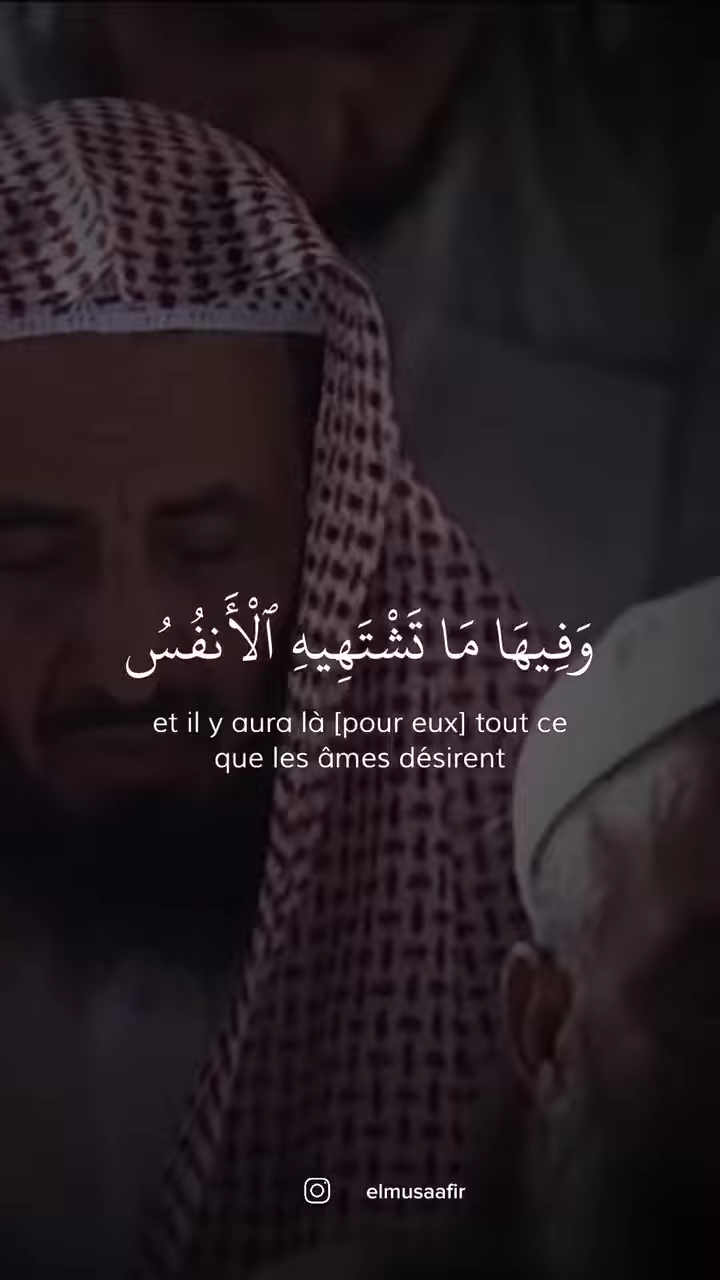 وَفِيهَا مَا تَشْتَهِيهِ ٱلْأَنفُسُ
et il y aura là [pour eux] tout ce
que les âmes désirent
elmusaafir